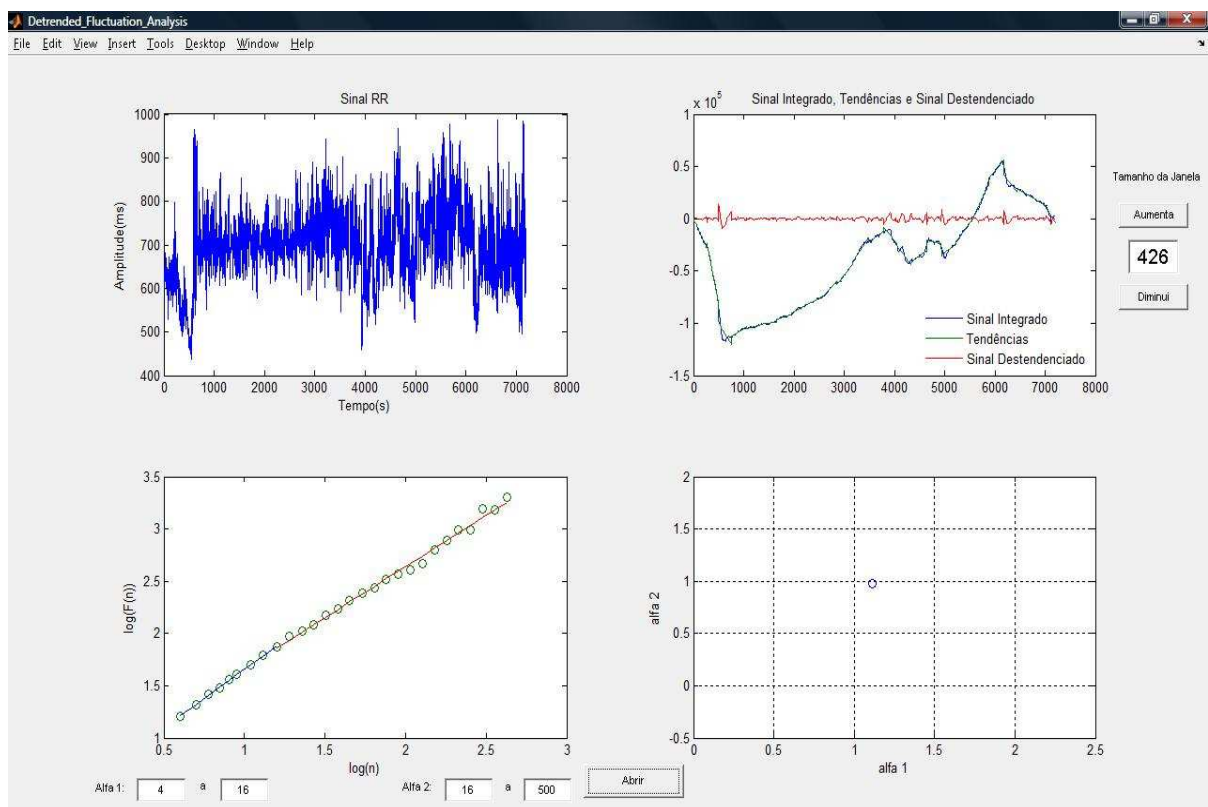 Detrended_Fluctuation_Analysis
File Edit View Insert Tools Desktop Window Help
Sinal RR
1000
900
800
700
600
500
400
Amplitude(ms)
0 1000 2000 3000 4000 5000 6000 7000 8000
Tempo(s)
x 10^5
Sinal Integrado, Tendências e Sinal Destendenciado
1
0.5
0
-0.5
-1
-1.5
Sinal Integrado
Tendências
Sinal Destendenciado
0 1000 2000 3000 4000 5000 6000 7000 8000
Tamanho da Janela
Aumenta
426
Diminui
3.5
3
2.5
2
1.5
1
log(F(n))
0.5 1 1.5 2 2.5 3
log(n)
2
1.5
1
0.5
0
-0.5
alfa 2
0 0.5 1 1.5 2 2.5
alfa 1
Alfa 1: 4 a 16
Alfa 2: 16 a 500
Abrir